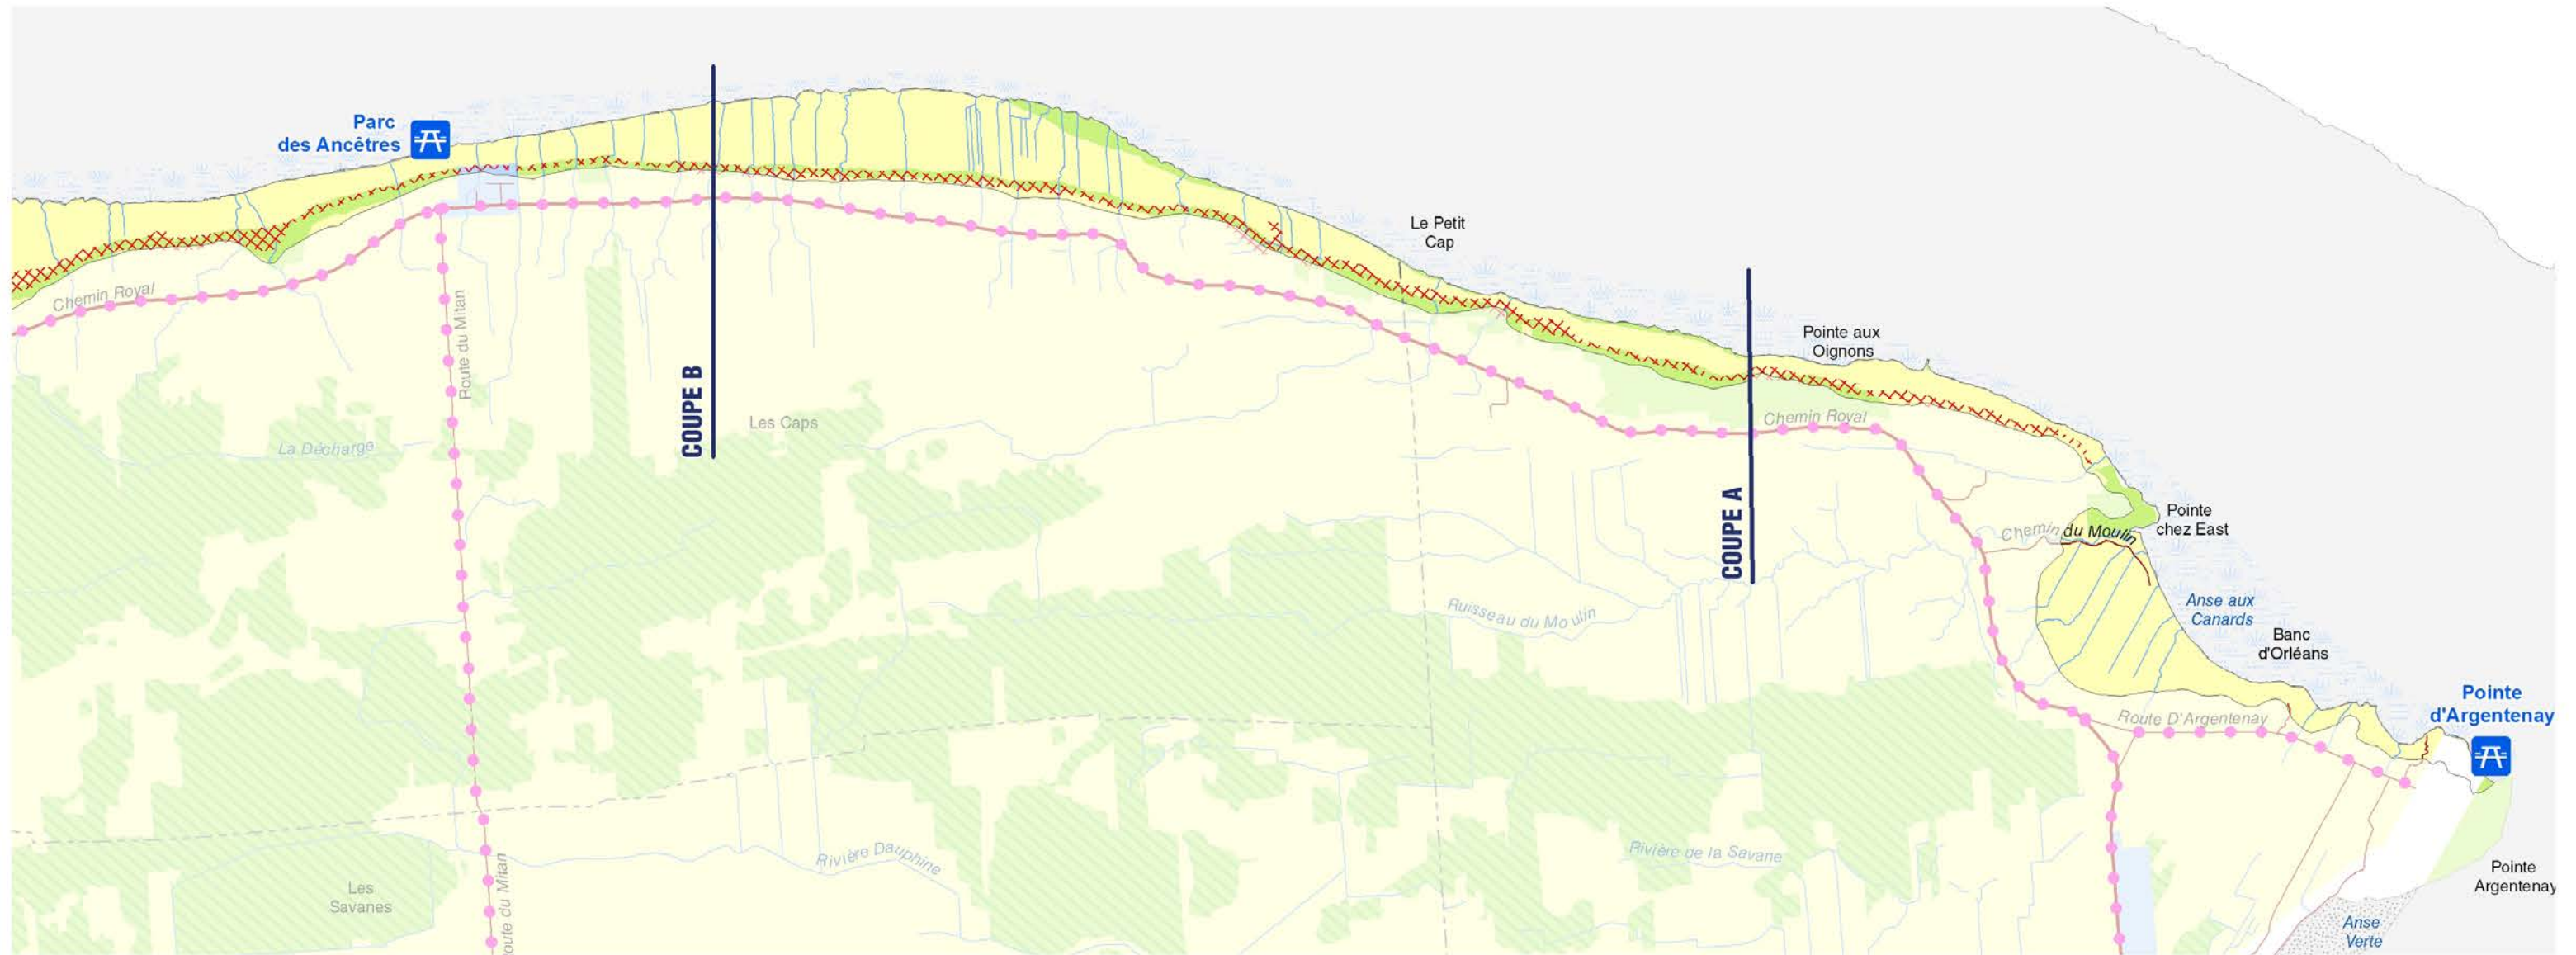 Parc
des Ancêtres
Le Petit
Cap
Chemin Royal
Route du Mitan
COUPE B
Pointe aux
Oignons
Les Caps
Chemin Royal
La Décharge
COUPE A
Pointe
chez East
Chemin du Moulin
Ruisseau du Moulin
Anse aux
Canards
Banc
d'Orléans
Pointe
d'Argentenay
Route D'Argentenay
Rivière Dauphine
Rivière de la Savane
Les
Savanes
oute du Mitan
Pointe
Argentenay
Anse
Verte